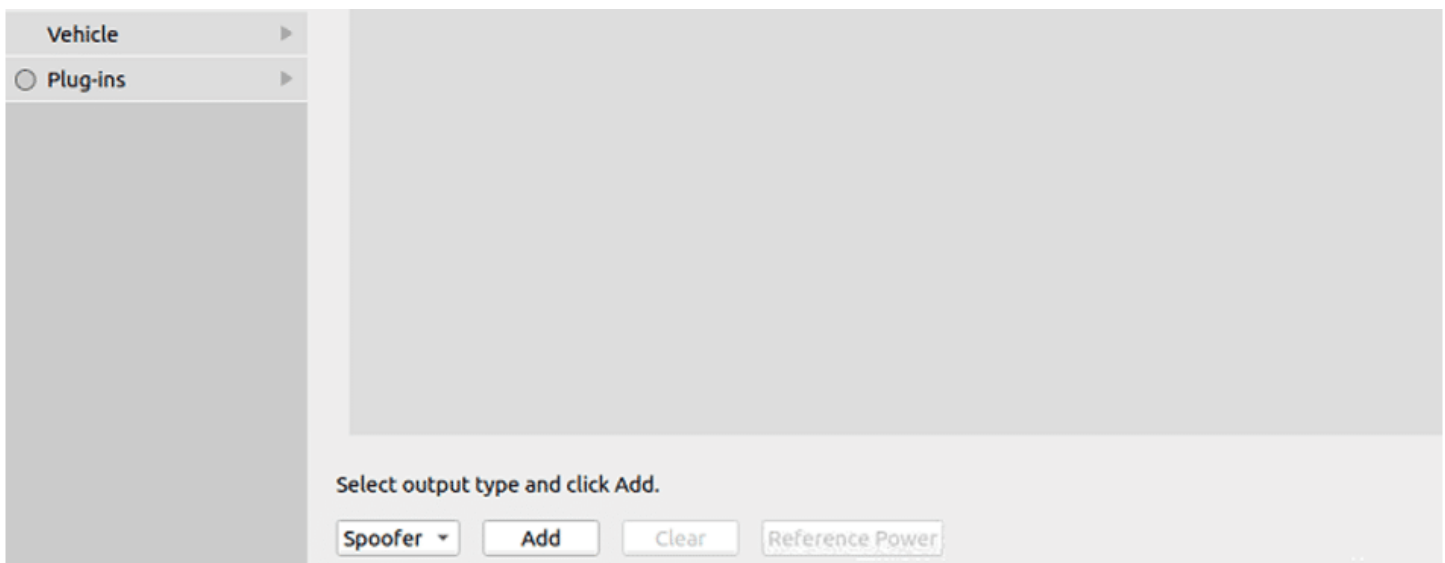 Vehicle
Plug-ins
Select output type and click Add.
Spoofer Add Clear Reference Power